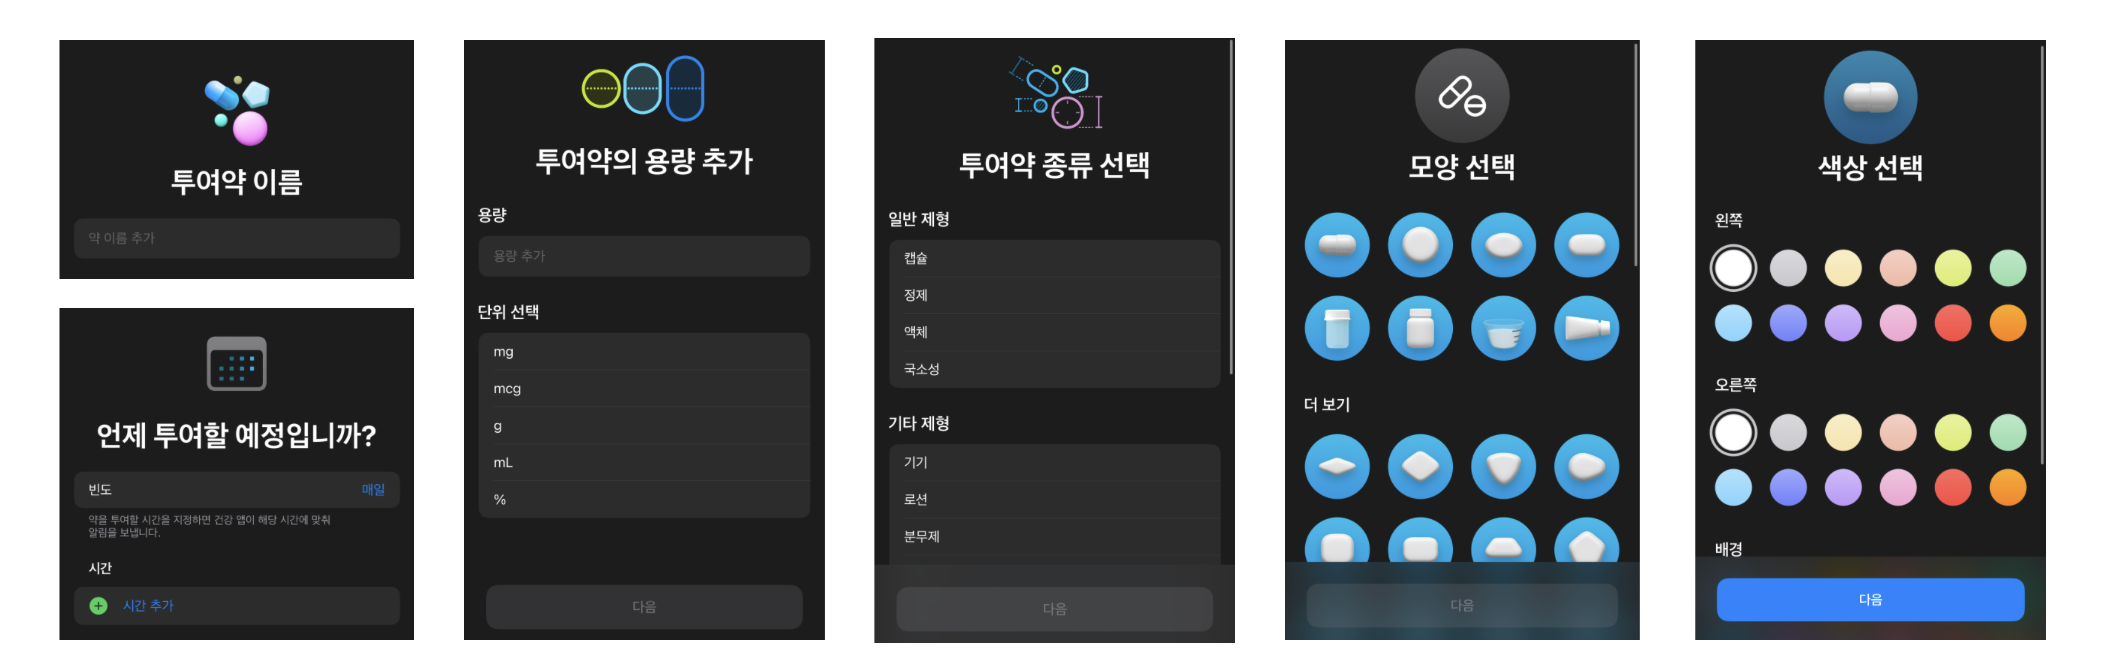 투여약 이름
약 이름 추가
언제 투여할 예정입니까?
빈도
매일
약을 투여할 시간을 지정하면 건강 앱이 해당 시간에 맞춰
알림을 보냅니다.
시간
시간 추가
투여약의 용량 추가
용량
용량 추가
단위 선택
mg
mcg
g
mL
%
다음
투여약 종류 선택
일반 제형
캡슐
정제
액체
국소성
기타 제형
기기
로션
분무제
다음
모양 선택
더 보기
다음
색상 선택
왼쪽
오른쪽
배경
다음